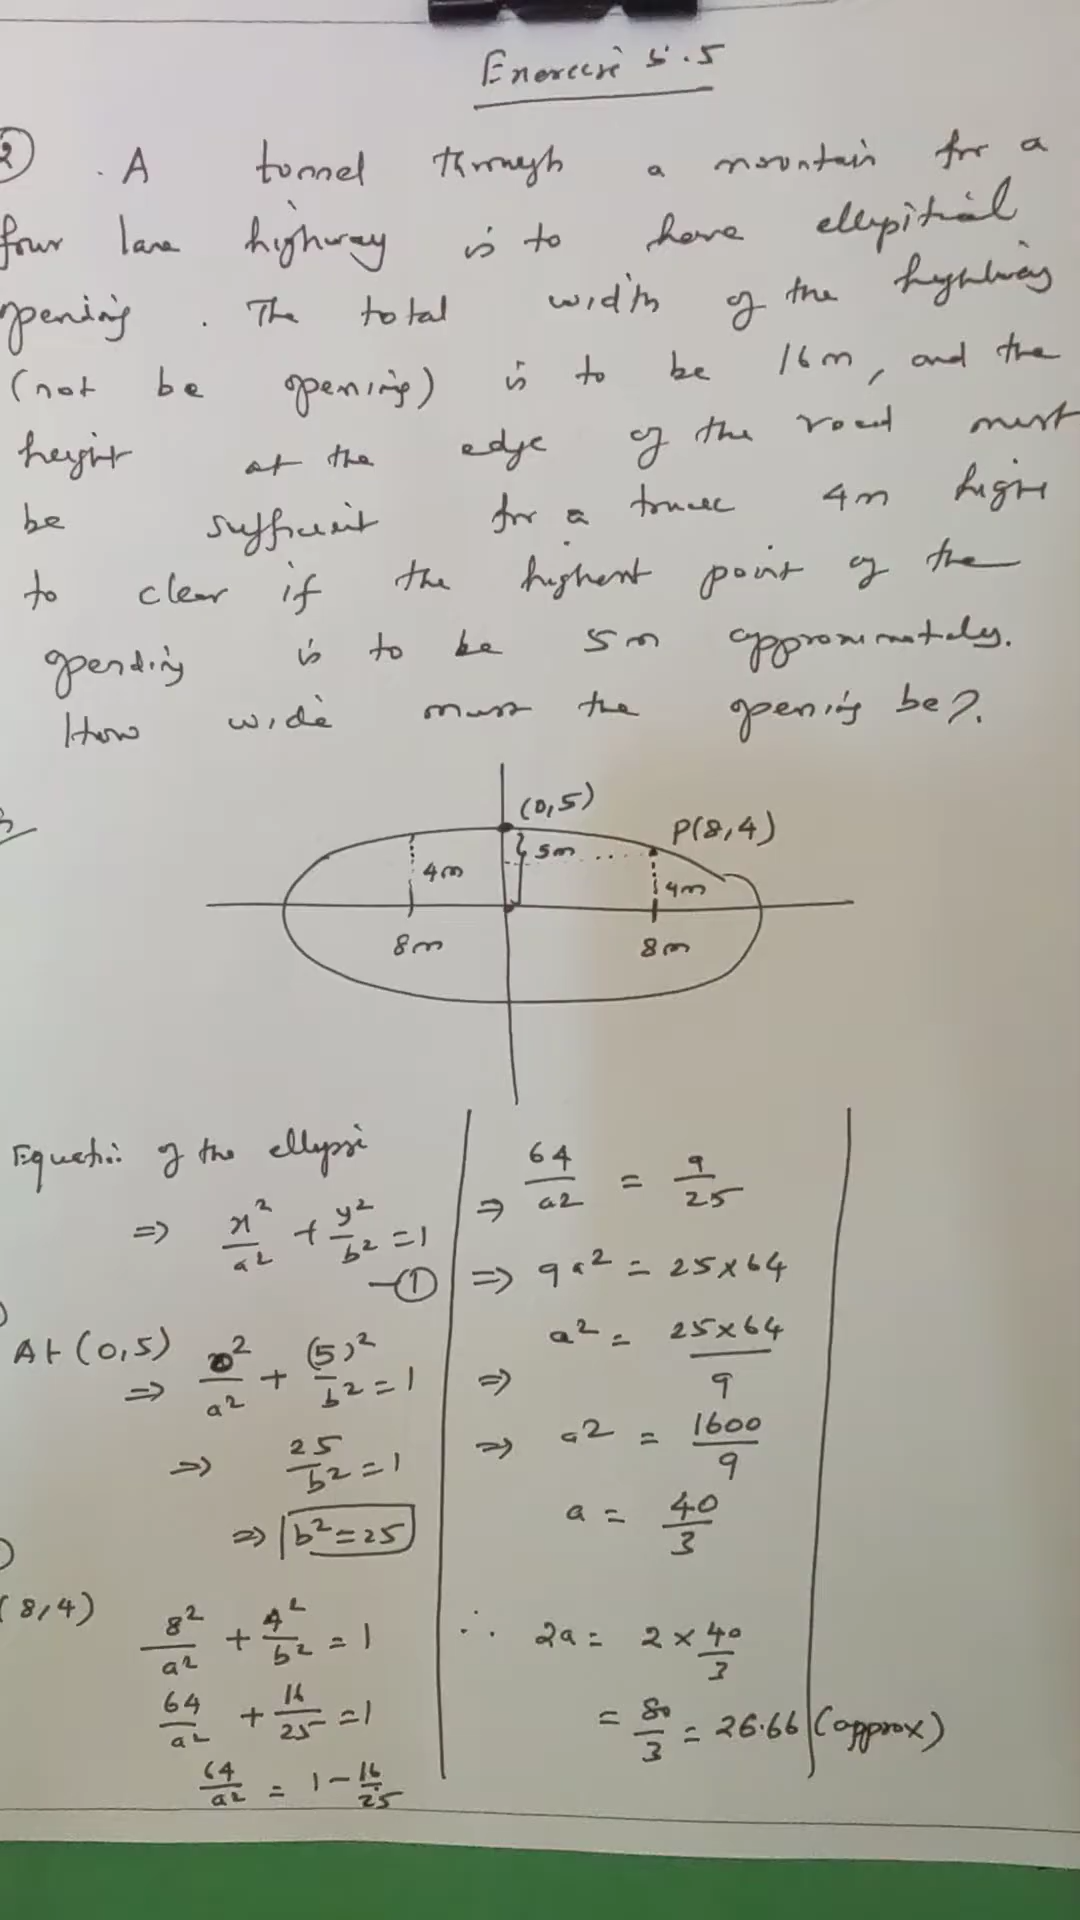 Exercise 5.5
2) . A tunnel through a mountain for a
four lane highway is to have elliptical
opening . The total width of the highway
(not be opening) is to be 16m, and the
height at the edge of the road must
be sufficient for a truck 4m high
to clear if the highest point of the
opening is to be 5m approximately.
How wide must the opening be?.
(0,5)
P(8,4)
5m
4m
4m
8m
8m
Equation of the ellipse
⇒ x²/a² + y²/b² = 1
—①
At (0,5)
⇒ 0²/a² + (5)²/b² = 1
⇒ 25/b² = 1
⇒ b² = 25
(8,4)
8²/a² + 4²/b² = 1
64/a² + 16/25 = 1
64/a² = 1 - 16/25
⇒ 64/a2 = 9/25
⇒ 9a² = 25×64
⇒ a² = 25×64/9
⇒ a² = 1600/9
a = 40/3
∴ 2a = 2 × 40/3
= 80/3 = 26.66 (approx)